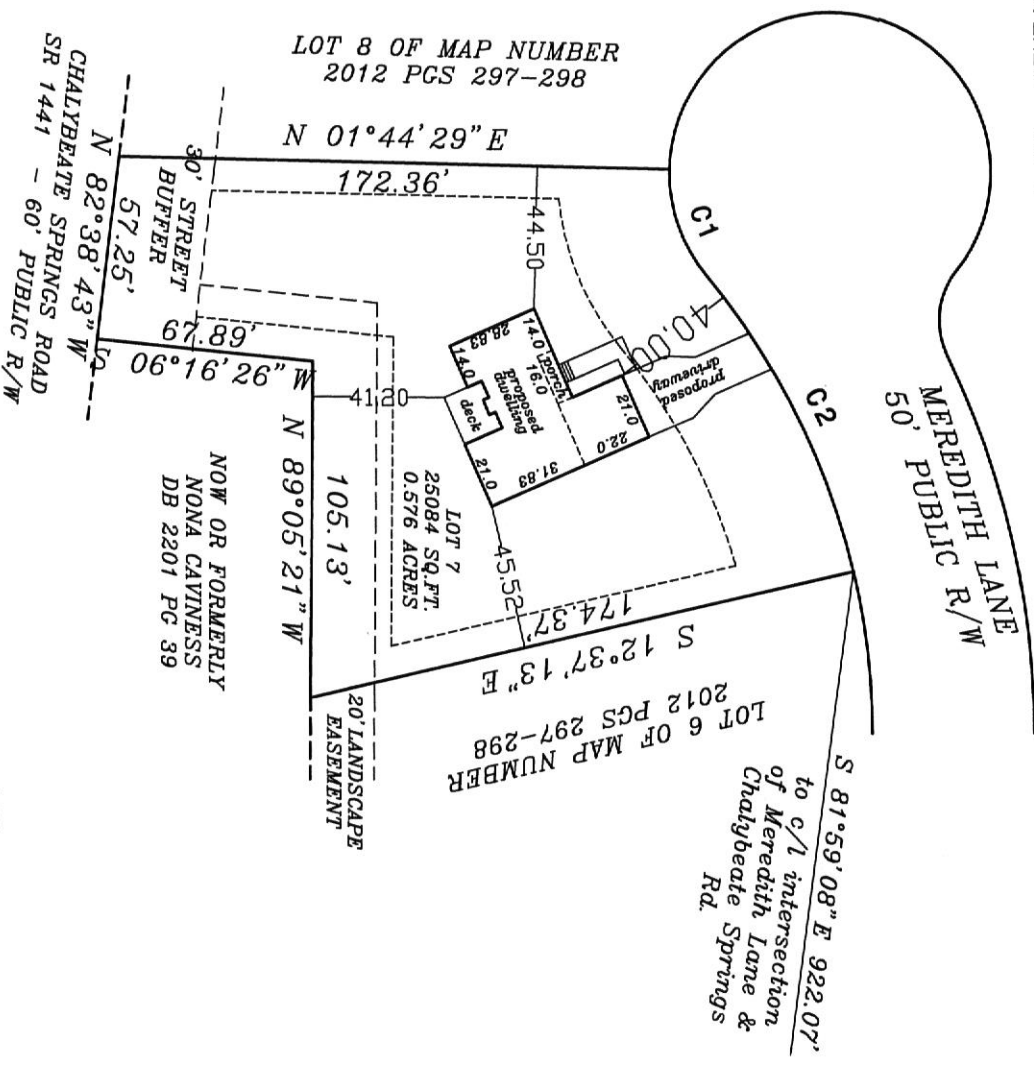 LOT 8 OF MAP NUMBER
2012 PGS 297-298
N 01°44'29" E
172.36'
C1
C2
MEREDITH LANE
50' PUBLIC R/W
44.50
40.00
proposed
driveway
14.0'
porch
16.0
28.83
14.0
proposed
dwelling
deck
21.0
22.0
31.83
21.0
30' STREET
BUFFER
57.25'
N 82°38'43" W
CHALYBEATE SPRINGS ROAD
SR 1441 - 60' PUBLIC R/W
67.89'
06°16'26" W
41.20
105.13'
N 89°05'21" W
LOT 7
25084 SQ.FT.
0.576 ACRES
45.52
174.37'
S 12°37'13" E
LOT 6 OF MAP NUMBER
2012 PGS 297-298
NOW OR FORMERLY
NONA CAVINESS
DB 2201 PG 39
20' LANDSCAPE
EASEMENT
S 81°59'08" E 922.07'
to c/l intersection
of Meredith Lane &
Chalybeate Springs
Rd.